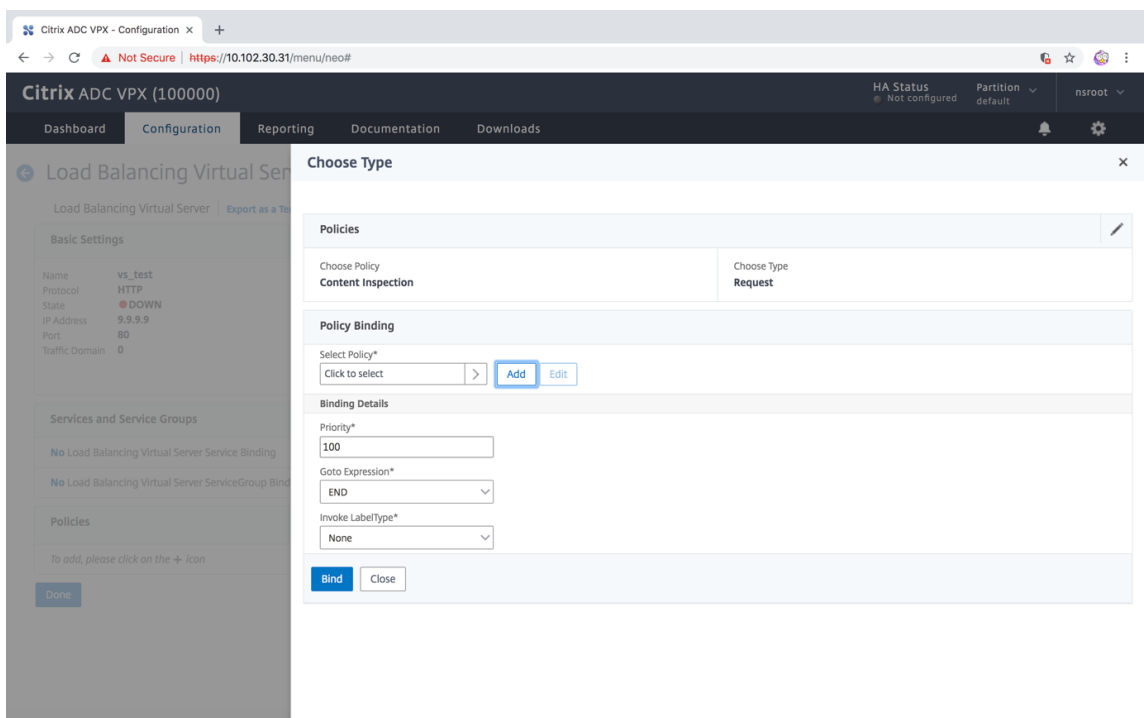 Citrix ADC VPX - Configuration × +
Not Secure | https://10.102.30.31/menu/neo#
Citrix ADC VPX (100000)
HA Status
Not configured
Partition
default
nsroot
Dashboard Configuration Reporting Documentation Downloads
Load Balancing Virtual Ser
Load Balancing Virtual Server | Export as a Te
Basic Settings
Name vs_test
Protocol HTTP
State DOWN
IP Address 9.9.9.9
Port 80
Traffic Domain 0
Services and Service Groups
No Load Balancing Virtual Server Service Binding
No Load Balancing Virtual Server ServiceGroup Bind
Policies
To add, please click on the + icon
Done
Choose Type
Policies
Choose Policy
Content Inspection
Choose Type
Request
Policy Binding
Select Policy*
Click to select
Add
Edit
Binding Details
Priority*
100
Goto Expression*
END
Invoke LabelType*
None
Bind
Close